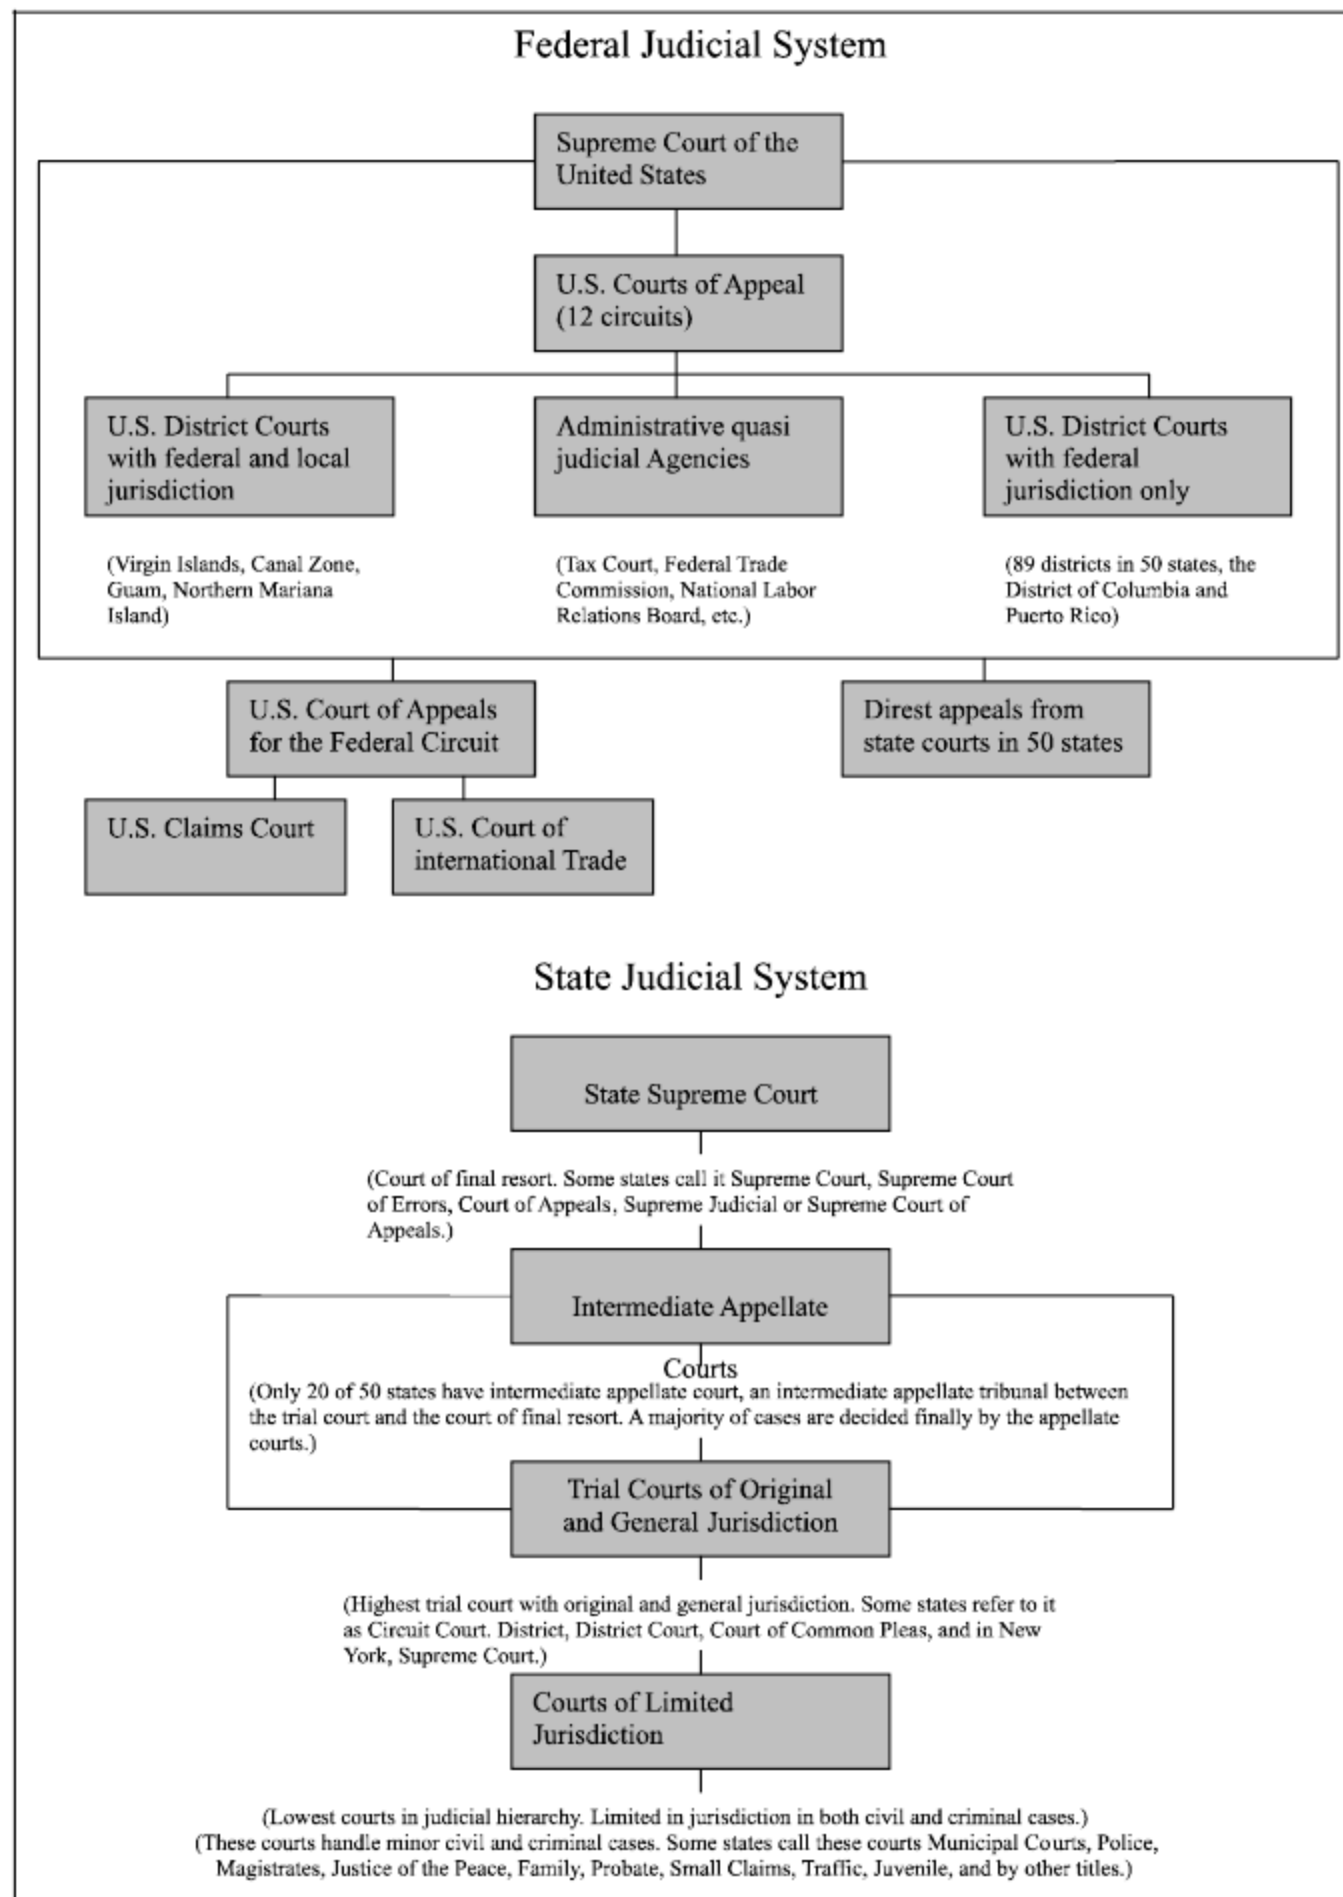 Federal Judicial System
Supreme Court of the
United States
U.S. Courts of Appeal
(12 circuits)
U.S. District Courts
with federal and local
jurisdiction
Administrative quasi
judicial Agencies
U.S. District Courts
with federal
jurisdiction only
(Virgin Islands, Canal Zone,
Guam, Northern Mariana
Island)
(Tax Court, Federal Trade
Commission, National Labor
Relations Board, etc.)
(89 districts in 50 states, the
District of Columbia and
Puerto Rico)
U.S. Court of Appeals
for the Federal Circuit
Direst appeals from
state courts in 50 states
U.S. Claims Court
U.S. Court of
international Trade
State Judicial System
State Supreme Court
(Court of final resort. Some states call it Supreme Court, Supreme Court
of Errors, Court of Appeals, Supreme Judicial or Supreme Court of
Appeals.)
Intermediate Appellate
Courts
(Only 20 of 50 states have intermediate appellate court, an intermediate appellate tribunal between
the trial court and the court of final resort. A majority of cases are decided finally by the appellate
courts.)
Trial Courts of Original
and General Jurisdiction
(Highest trial court with original and general jurisdiction. Some states refer to it
as Circuit Court. District, District Court, Court of Common Pleas, and in New
York, Supreme Court.)
Courts of Limited
Jurisdiction
(Lowest courts in judicial hierarchy. Limited in jurisdiction in both civil and criminal cases.)
(These courts handle minor civil and criminal cases. Some states call these courts Municipal Courts, Police,
Magistrates, Justice of the Peace, Family, Probate, Small Claims, Traffic, Juvenile, and by other titles.)